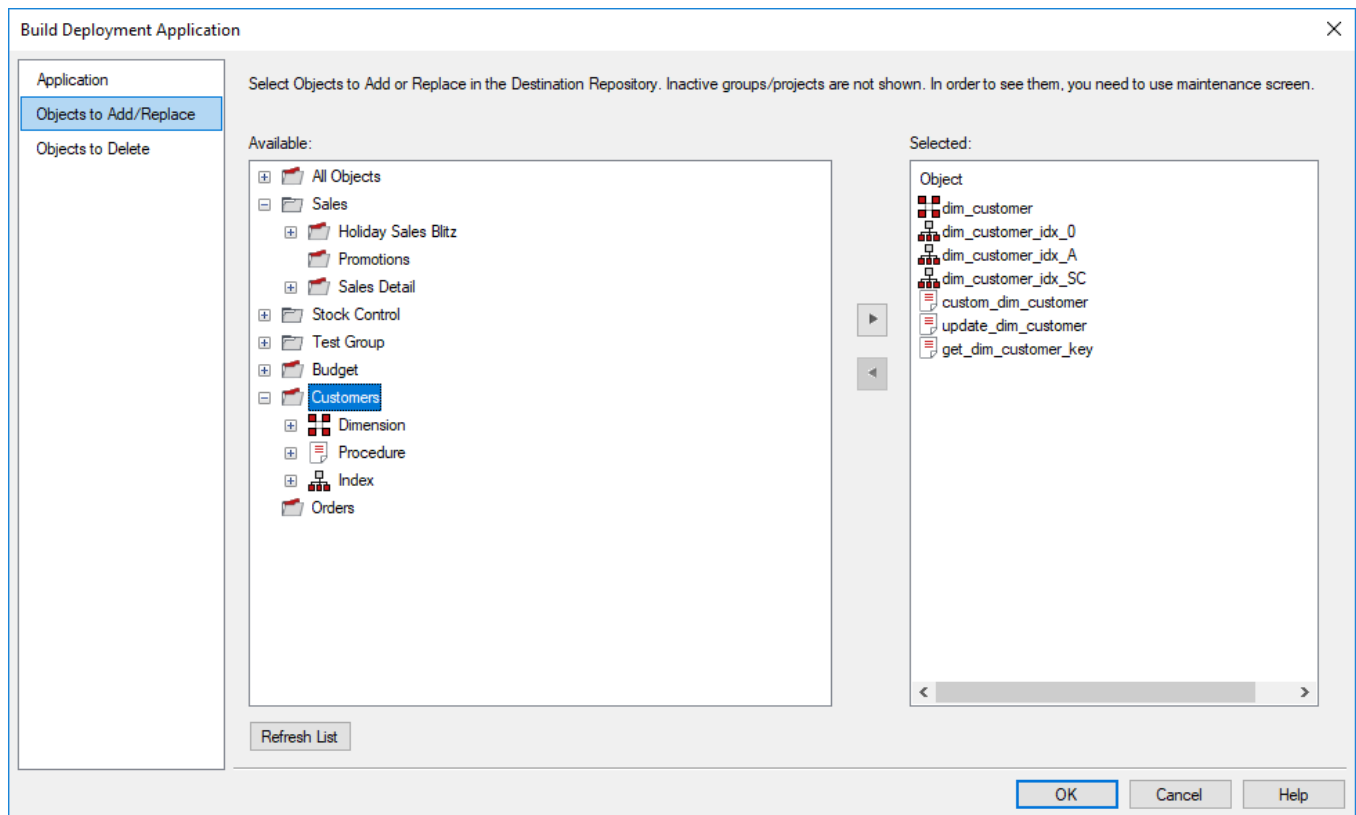 Build Deployment Application
Application
Objects to Add/Replace
Objects to Delete
Select Objects to Add or Replace in the Destination Repository. Inactive groups/projects are not shown. In order to see them, you need to use maintenance screen.
Available:
All Objects
Sales
Holiday Sales Blitz
Promotions
Sales Detail
Stock Control
Test Group
Budget
Customers
Dimension
Procedure
Index
Orders
Refresh List
Selected:
Object
dim_customer
dim_customer_idx_0
dim_customer_idx_A
dim_customer_idx_SC
custom_dim_customer
update_dim_customer
get_dim_customer_key
OK
Cancel
Help